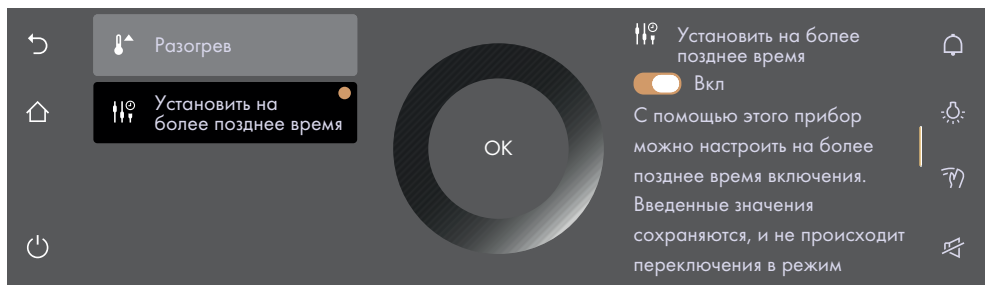 Разогрев
Установить на
более позднее время
OK
Установить на более
позднее время
Вкл
С помощью этого прибор
можно настроить на более
позднее время включения.
Введенные значения
сохраняются, и не происходит
переключения в режим